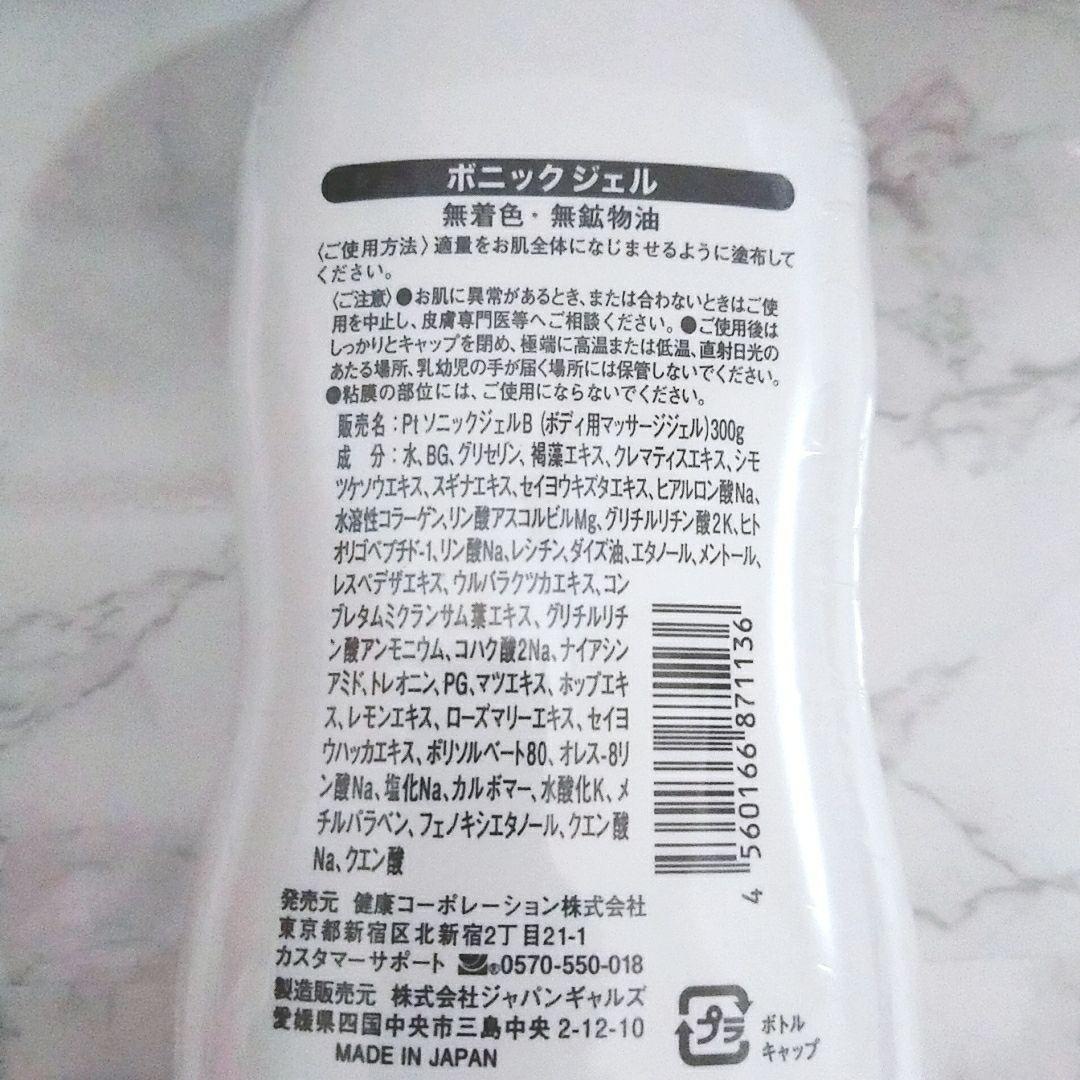 ボニックジェル
無着色・無鉱物油
〈ご使用方法〉適量をお肌全体になじませるように塗布して
ください。
〈ご注意〉●お肌に異常があるとき、または合わないときはご使
用を中止し、皮膚専門医等へご相談ください。●ご使用後は
しっかりとキャップを閉め、極端に高温または低温、直射日光の
あたる場所、乳幼児の手が届く場所には保管しないでください。
●粘膜の部位には、ご使用にならないでください。
販売名：Pt ソニックジェルB (ボディ用マッサージジェル)300g
成 分：水、BG、グリセリン、褐藻エキス、クレマティスエキス、シモ
ツケソウエキス、スギナエキス、セイヨウキズタエキス、ヒアルロン酸Na、
水溶性コラーゲン、リン酸アスコルビルMg、グリチルリチン酸2K、ヒト
オリゴペプチド-1、リン酸Na、レシチン、ダイズ油、エタノール、メントール、
レスペデザエキス、ウルバラクツカエキス、コン
ブレタムミクランサム葉エキス、グリチルリチ
ン酸アンモニウム、コハク酸2Na、ナイアシン
アミド、トレオニン、PG、マツエキス、ホップエキ
ス、レモンエキス、ローズマリーエキス、セイヨ
ウハッカエキス、ポリソルベート80、オレス-8リ
ン酸Na、塩化Na、カルボマー、水酸化K、メ
チルパラベン、フェノキシエタノール、クエン酸
Na、クエン酸
4560166871136
発売元 健康コーポレーション株式会社
東京都新宿区北新宿2丁目21-1
カスタマーサポート ®0570-550-018
製造販売元 株式会社ジャパンギャルズ
愛媛県四国中央市三島中央 2-12-10
MADE IN JAPAN
プラ
ボトル
キャップ